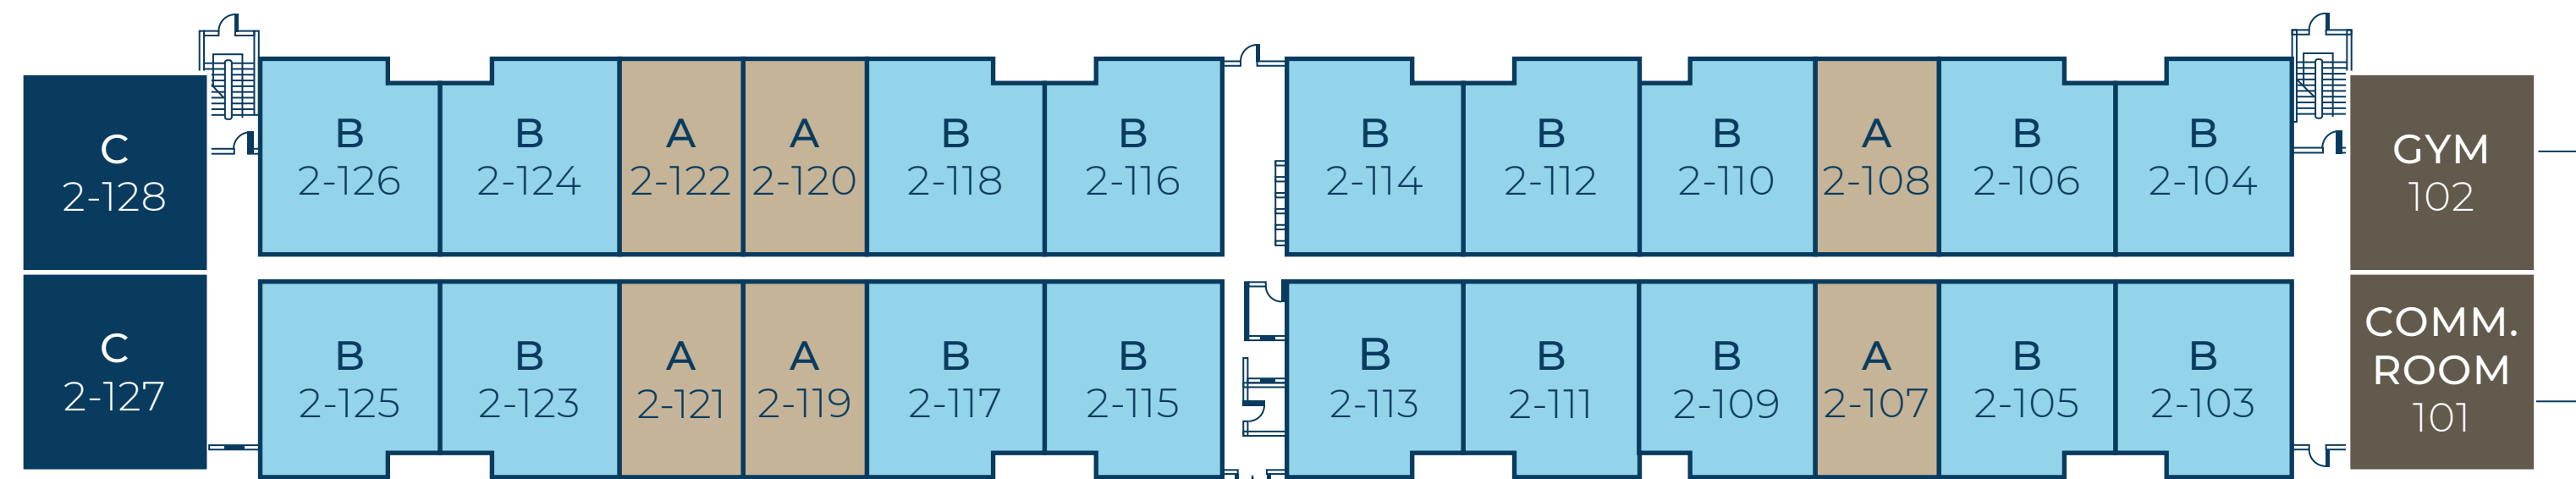 C
2-128
B
2-126
B
2-124
A
2-122
A
2-120
B
2-118
B
2-116
B
2-114
B
2-112
B
2-110
A
2-108
B
2-106
B
2-104
GYM
102
C
2-127
B
2-125
B
2-123
A
2-121
A
2-119
B
2-117
B
2-115
B
2-113
B
2-111
B
2-109
A
2-107
B
2-105
B
2-103
COMM.
ROOM
101